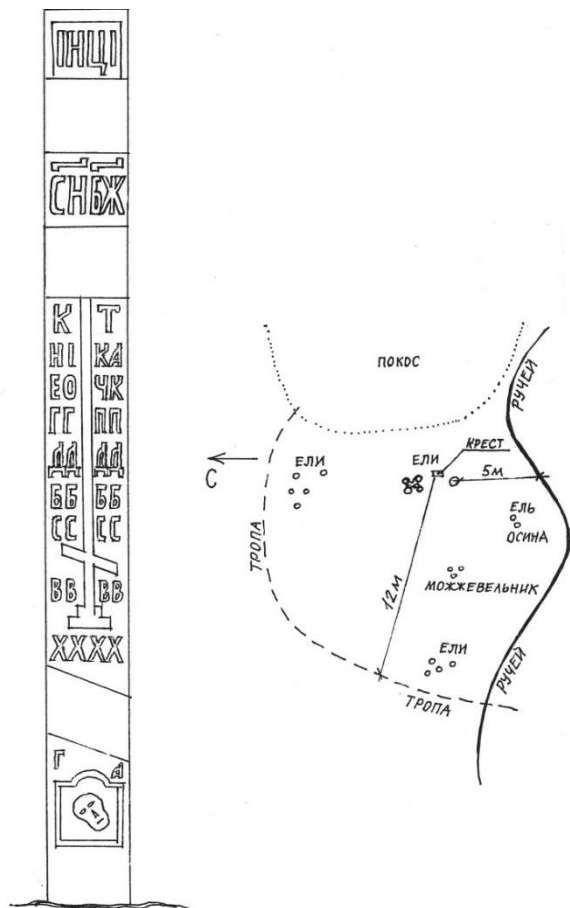 ІНЦІ
СНБЖ
К Т
НІ КА
ЕО ЧК
ГГ ПП
ДД ДД
ББ ББ
СС СС
ВВ ВВ
ХХХХ
Г А
ПОКОС
РУЧЕЙ
КРЕСТ
ЕЛИ
ЕЛИ
5М
С
ЕЛЬ
ОСИНА
ТРОПА
12М
МОЖЖЕВЕЛЬНИК
ЕЛИ
РУЧЕЙ
ТРОПА